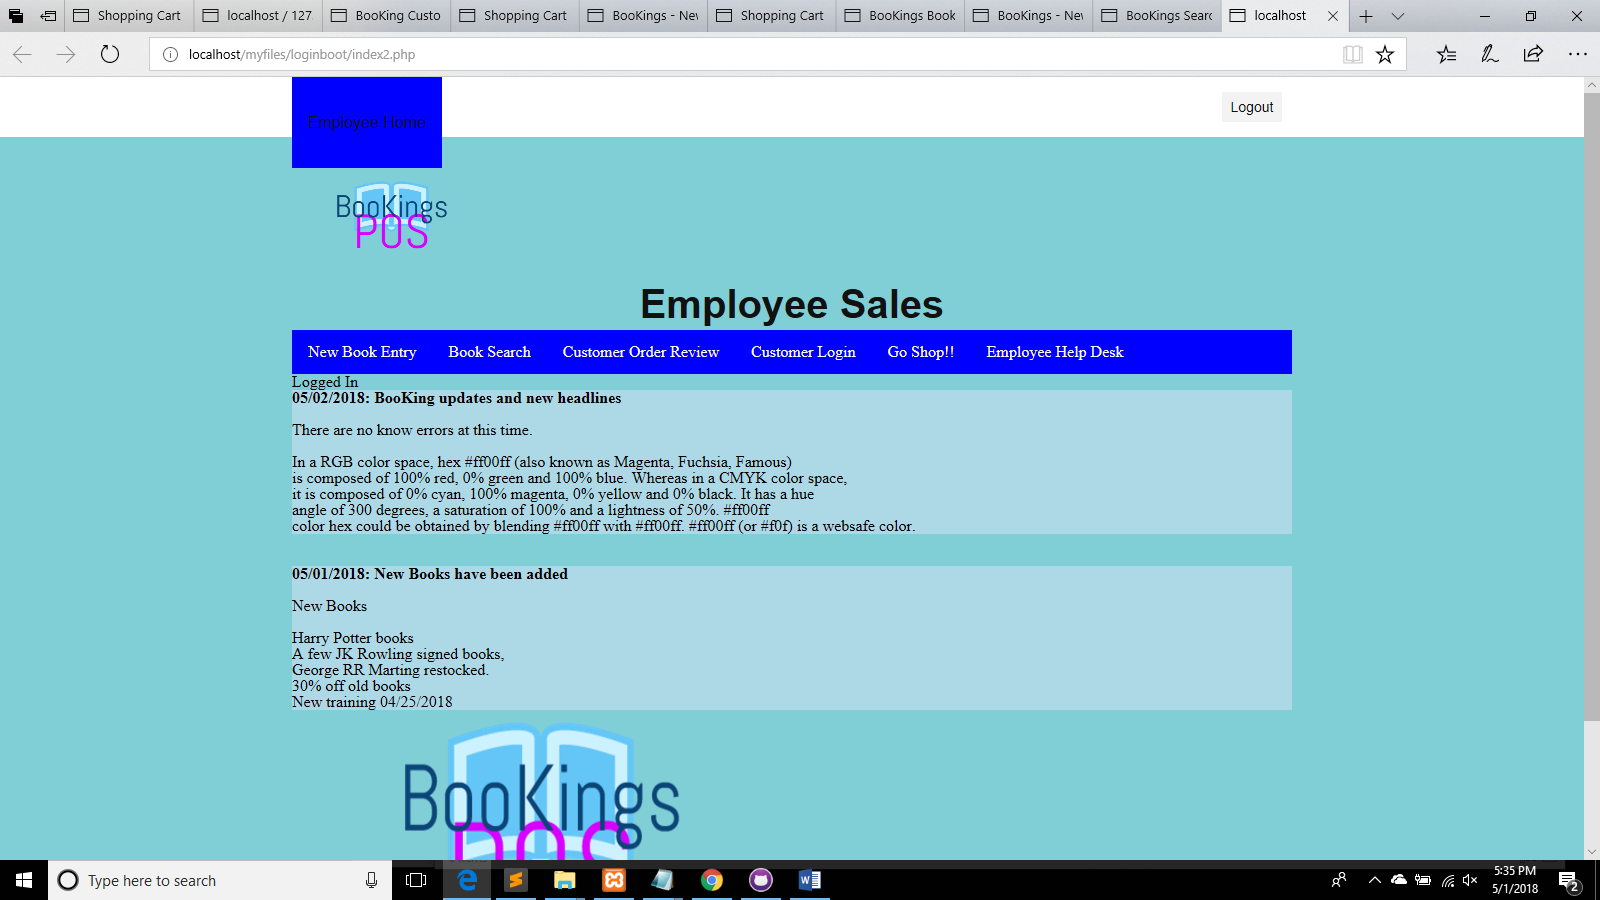 Shopping Cart
localhost / 127
BooKing Custo
Shopping Cart
BooKings - Nev
Shopping Cart
BooKings Book
BooKings - Nev
BooKings Searc
localhost
localhost/myfiles/loginboot/index2.php
Employee Home
Logout
BooKings
POS
Employee Sales
New Book Entry Book Search Customer Order Review Customer Login Go Shop!! Employee Help Desk
Logged In
05/02/2018: BooKing updates and new headlines
There are no know errors at this time.
In a RGB color space, hex #ff00ff (also known as Magenta, Fuchsia, Famous)
is composed of 100% red, 0% green and 100% blue. Whereas in a CMYK color space,
it is composed of 0% cyan, 100% magenta, 0% yellow and 0% black. It has a hue
angle of 300 degrees, a saturation of 100% and a lightness of 50%. #ff00ff
color hex could be obtained by blending #ff00ff with #ff00ff. #ff00ff (or #f0f) is a websafe color.
05/01/2018: New Books have been added
New Books
Harry Potter books
A few JK Rowling signed books,
George RR Marting restocked.
30% off old books
New training 04/25/2018
BooKings
POS
Type here to search
5:35 PM
5/1/2018
2